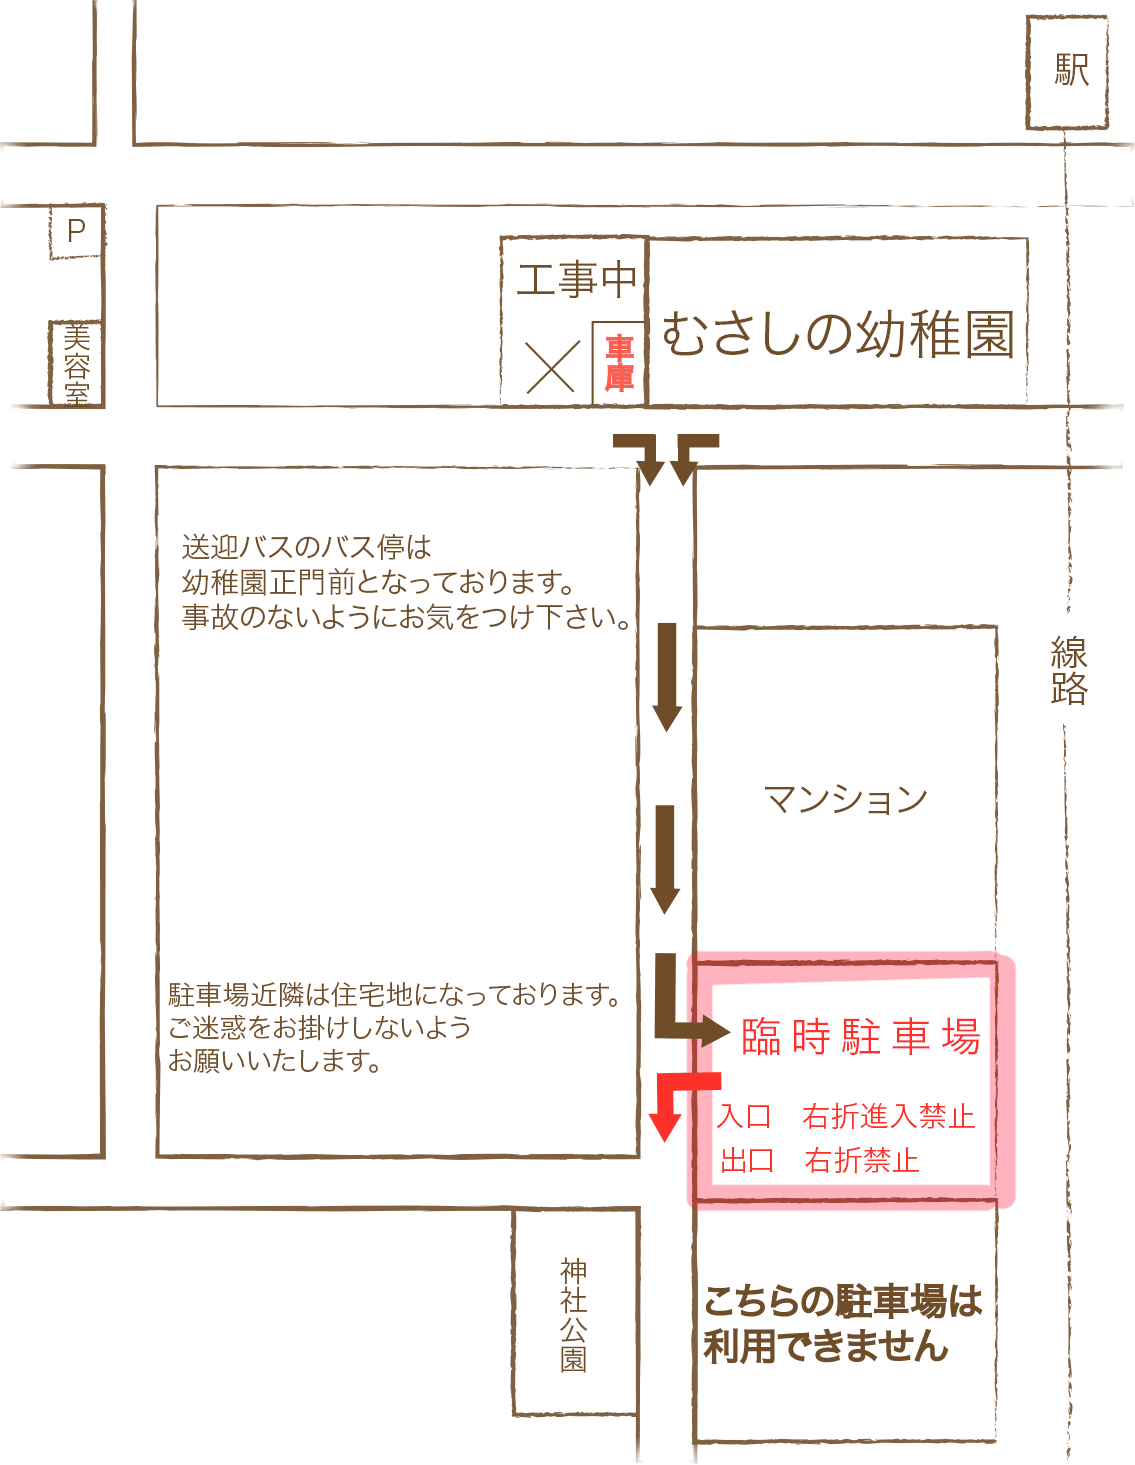 駅
P
美容室
工事中
車庫
むさしの幼稚園
送迎バスのバス停は
幼稚園正門前となっております。
事故のないようにお気をつけ下さい。
線路
マンション
駐車場近隣は住宅地になっております。
ご迷惑をお掛けしないよう
お願いいたします。
臨時駐車場
入口　右折進入禁止
出口　右折禁止
神社公園
こちらの駐車場は
利用できません